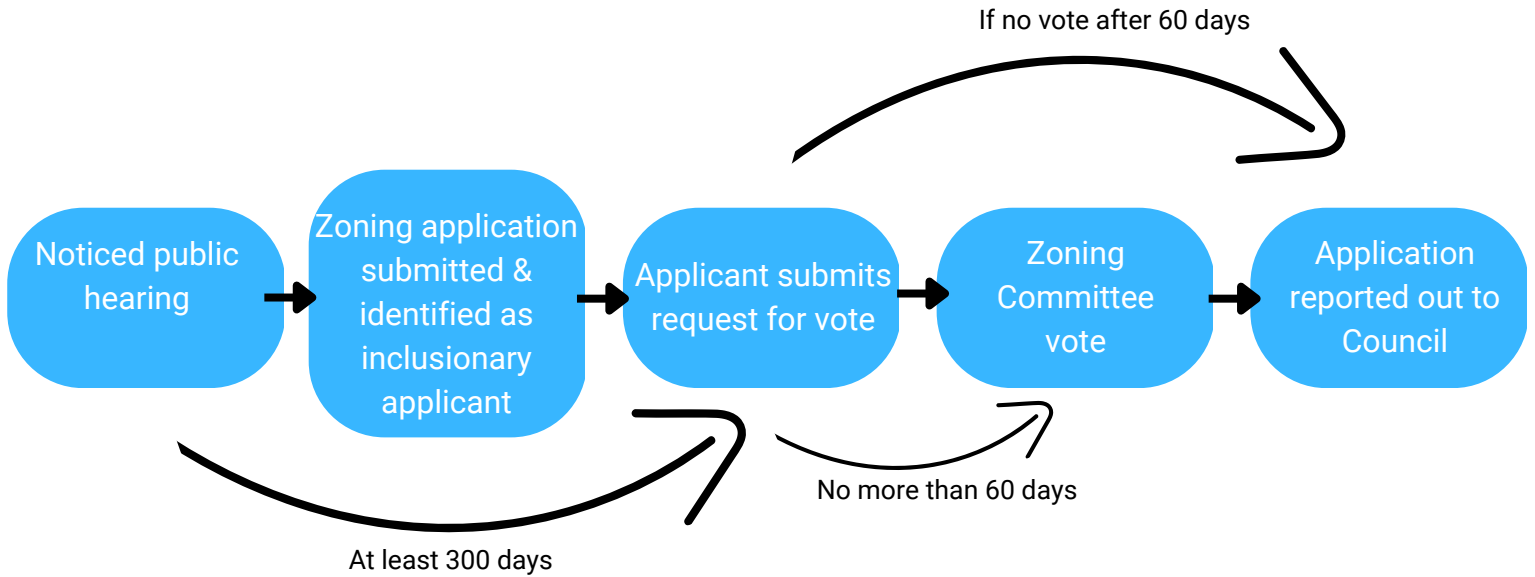 If no vote after 60 days
Noticed public
hearing
Zoning application
submitted &
identified as
inclusionary
applicant
Applicant submits
request for vote
Zoning
Committee
vote
Application
reported out to
Council
No more than 60 days
At least 300 days